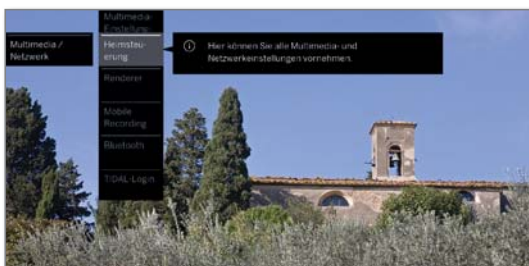 Multimedia-
Einstellung-
Multimedia /
Netzwerk
Heimsteu-
erung
Hier können Sie alle Multimedia- und
Netzwerkeinstellungen vornehmen.
Renderer
Mobile
Recording
Bluetooth
TIDAL-Login